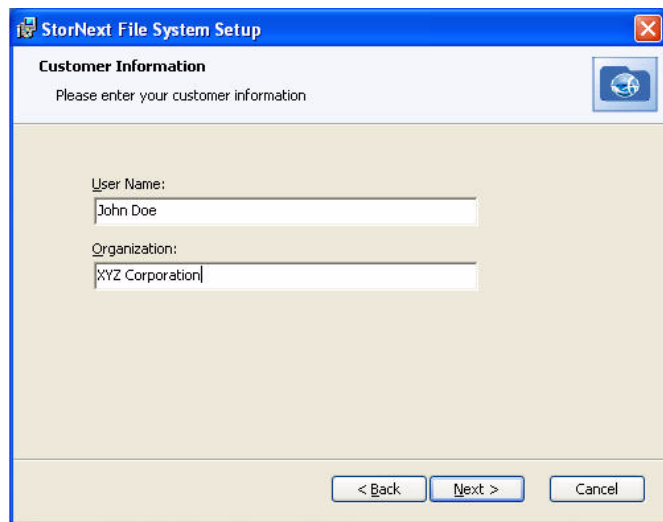 StorNext File System Setup
Customer Information
Please enter your customer information
User Name:
John Doe
Organization:
XYZ Corporation
< Back Next > Cancel